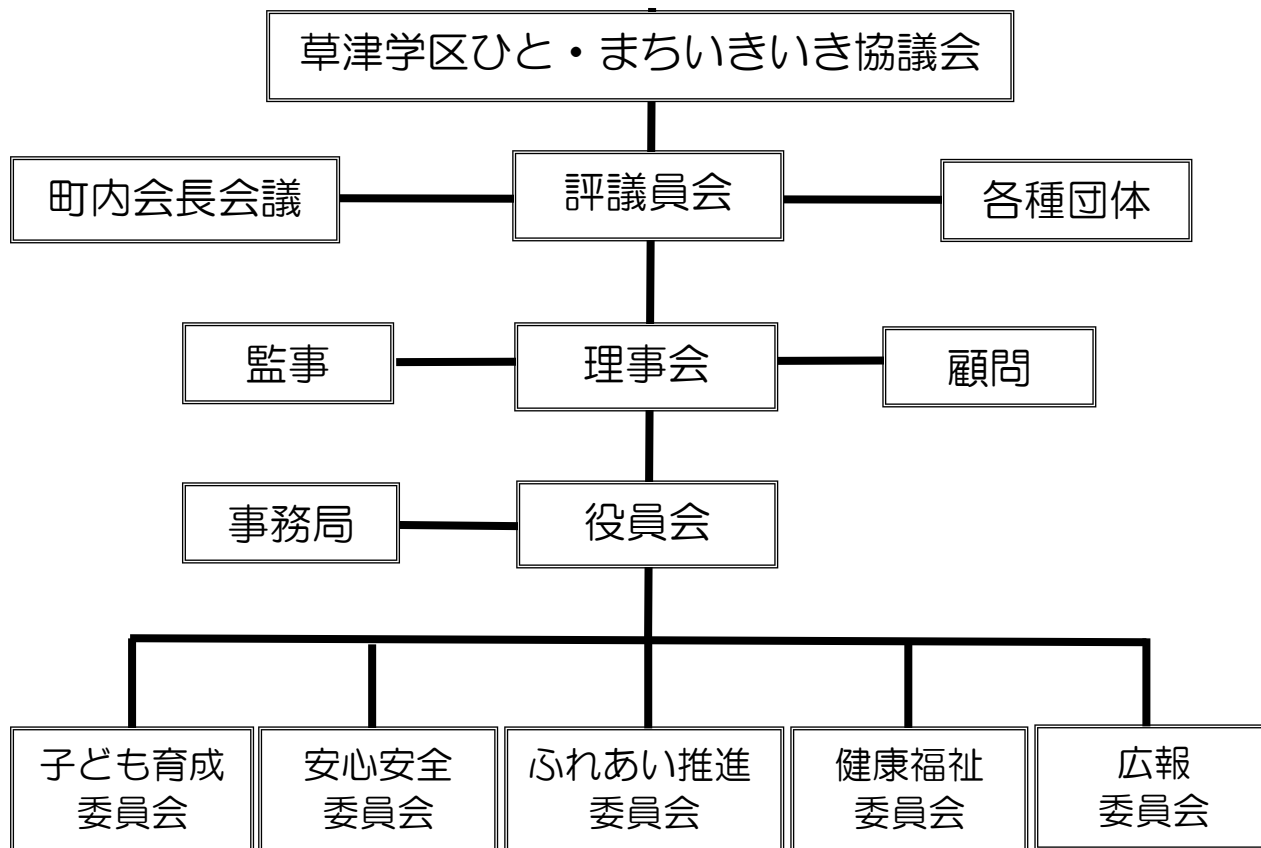 草津学区ひと・まちいきいき協議会
町内会長会議
評議員会
各種団体
監事
理事会
顧問
事務局
役員会
子ども育成
委員会
安心安全
委員会
ふれあい推進
委員会
健康福祉
委員会
広報
委員会